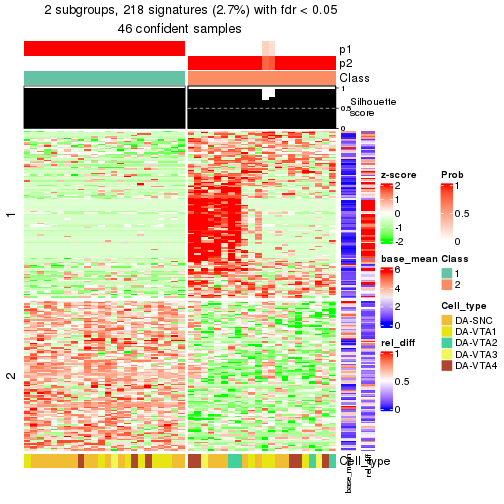 2 subgroups, 218 signatures (2.7%) with fdr < 0.05
46 confident samples
p1
p2
Class
1
0.5
0
Silhouette
score
1
2
z-score
2
1
0
-1
-2
Prob
1
0.5
0
base_mean
6
4
2
0
Class
1
2
rel_diff
1
0.5
0
Cell_type
DA-SNC
DA-VTA1
DA-VTA2
DA-VTA3
DA-VTA4
Cell_type
base_mean
rel_diff